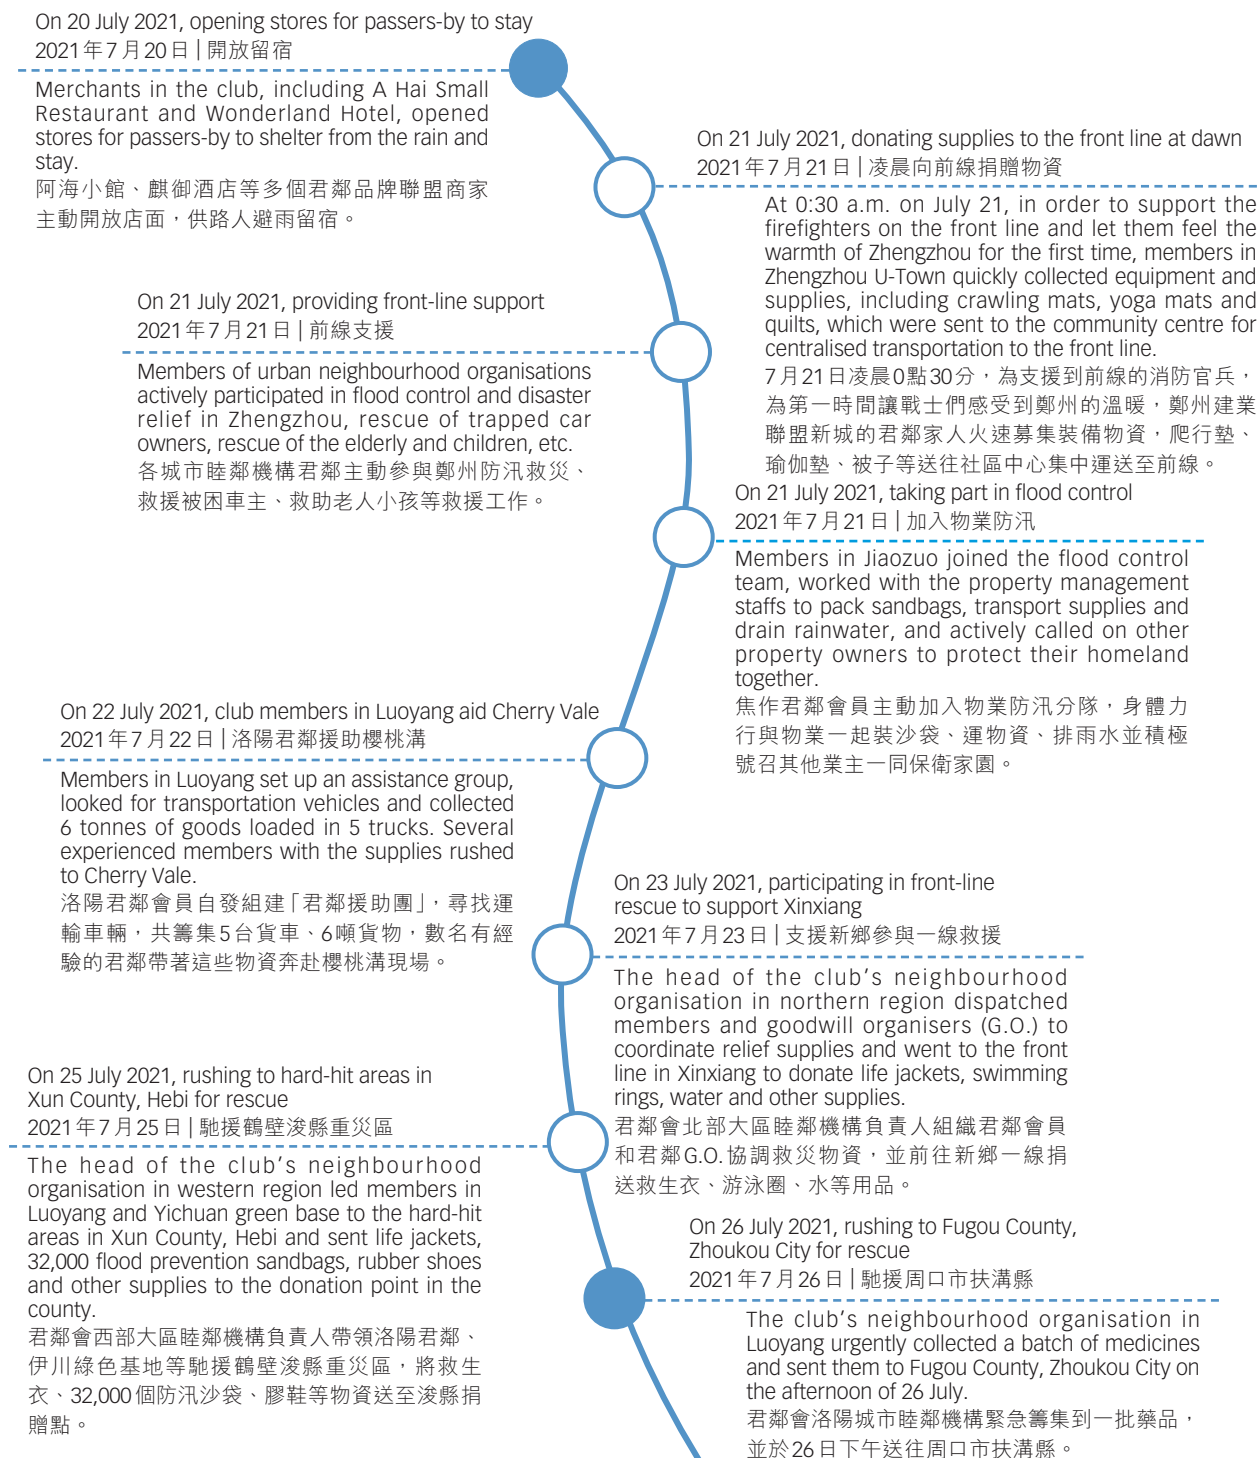 On 20 July 2021, opening stores for passers-by to stay
2021年7月20日│開放留宿
Merchants in the club, including A Hai Small
Restaurant and Wonderland Hotel, opened
stores for passers-by to shelter from the rain and
stay.
阿海小館、麒御酒店等多個君鄰品牌聯盟商家
主動開放店面，供路人避雨留宿。
On 21 July 2021, donating supplies to the front line at dawn
2021年7月21日│凌晨向前線捐贈物資
At 0:30 a.m. on July 21, in order to support the
firefighters on the front line and let them feel the
warmth of Zhengzhou for the first time, members in
Zhengzhou U-Town quickly collected equipment and
supplies, including crawling mats, yoga mats and
quilts, which were sent to the community centre for
centralised transportation to the front line.
7月21日凌晨0點30分，為支援到前線的消防官兵，
為第一時間讓戰士們感受到鄭州的溫暖，鄭州建業
聯盟新城的君鄰家人火速募集裝備物資，爬行墊、
瑜伽墊、被子等送往社區中心集中運送至前線。
On 21 July 2021, providing front-line support
2021年7月21日│前線支援
Members of urban neighbourhood organisations
actively participated in flood control and disaster
relief in Zhengzhou, rescue of trapped car
owners, rescue of the elderly and children, etc.
各城市睦鄰機構君鄰主動參與鄭州防汛救災、
救援被困車主、救助老人小孩等救援工作。
On 21 July 2021, taking part in flood control
2021年7月21日│加入物業防汛
Members in Jiaozuo joined the flood control
team, worked with the property management
staffs to pack sandbags, transport supplies and
drain rainwater, and actively called on other
property owners to protect their homeland
together.
焦作君鄰會員主動加入物業防汛分隊，身體力
行與物業一起裝沙袋、運物資、排雨水並積極
號召其他業主一同保衛家園。
On 22 July 2021, club members in Luoyang aid Cherry Vale
2021年7月22日│洛陽君鄰援助櫻桃溝
Members in Luoyang set up an assistance group,
looked for transportation vehicles and collected
6 tonnes of goods loaded in 5 trucks. Several
experienced members with the supplies rushed
to Cherry Vale.
洛陽君鄰會員自發組建「君鄰援助團」，尋找運
輸車輛，共籌集5台貨車、6噸貨物，數名有經
驗的君鄰帶著這些物資奔赴櫻桃溝現場。
On 23 July 2021, participating in front-line
rescue to support Xinxiang
2021年7月23日│支援新鄉參與一線救援
The head of the club's neighbourhood
organisation in northern region dispatched
members and goodwill organisers (G.O.) to
coordinate relief supplies and went to the front
line in Xinxiang to donate life jackets, swimming
rings, water and other supplies.
君鄰會北部大區睦鄰機構負責人組織君鄰會員
和君鄰G.O.協調救災物資，並前往新鄉一線捐
送救生衣、游泳圈、水等用品。
On 25 July 2021, rushing to hard-hit areas in
Xun County, Hebi for rescue
2021年7月25日│馳援鶴壁浚縣重災區
The head of the club's neighbourhood
organisation in western region led members in
Luoyang and Yichuan green base to the hard-hit
areas in Xun County, Hebi and sent life jackets,
32,000 flood prevention sandbags, rubber shoes
and other supplies to the donation point in the
county.
君鄰會西部大區睦鄰機構負責人帶領洛陽君鄰、
伊川綠色基地等馳援鶴壁浚縣重災區，將救生
衣、32,000個防汛沙袋、膠鞋等物資送至浚縣捐
贈點。
On 26 July 2021, rushing to Fugou County,
Zhoukou City for rescue
2021年7月26日│馳援周口市扶溝縣
The club's neighbourhood organisation in
Luoyang urgently collected a batch of medicines
and sent them to Fugou County, Zhoukou City on
the afternoon of 26 July.
君鄰會洛陽城市睦鄰機構緊急籌集到一批藥品，
並於26日下午送往周口市扶溝縣。